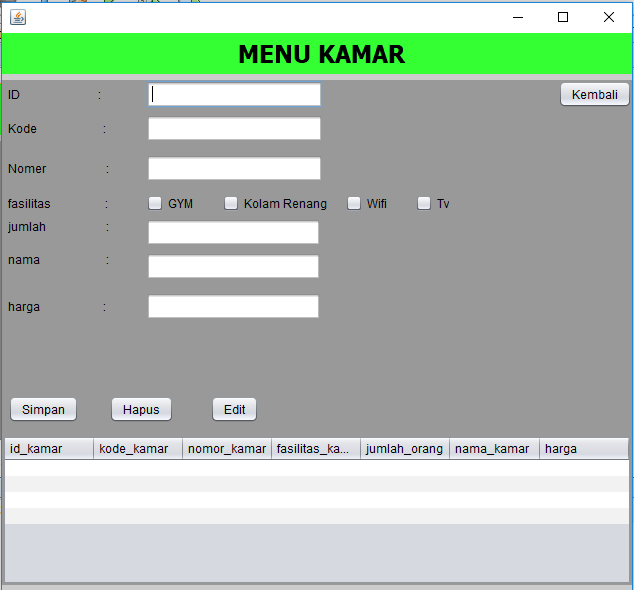 MENU KAMAR
ID : Kembali
Kode :
Nomer :
fasilitas : GYM Kolam Renang Wifi Tv
jumlah :
nama :
harga :
Simpan Hapus Edit
id_kamar kode_kamar nomor_kamar fasilitas_ka... jumlah_orang nama_kamar harga